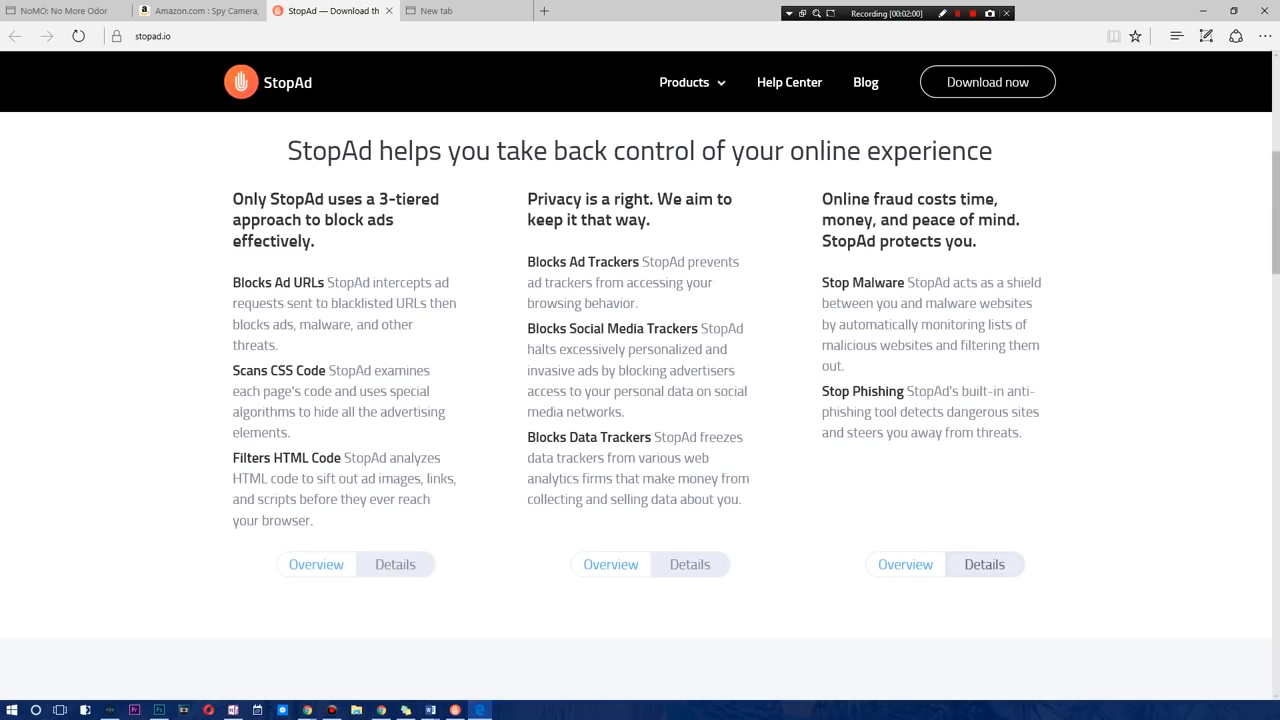 NoMO: No More Odor
Amazon.com : Spy Camera,
StopAd — Download th
New tab
Recording [00:02:00]
stopad.io
StopAd
Products
Help Center
Blog
Download now
StopAd helps you take back control of your online experience
Only StopAd uses a 3-tiered
approach to block ads
effectively.
Blocks Ad URLs StopAd intercepts ad
requests sent to blacklisted URLs then
blocks ads, malware, and other
threats.
Scans CSS Code StopAd examines
each page's code and uses special
algorithms to hide all the advertising
elements.
Filters HTML Code StopAd analyzes
HTML code to sift out ad images, links,
and scripts before they ever reach
your browser.
Overview
Details
Privacy is a right. We aim to
keep it that way.
Blocks Ad Trackers StopAd prevents
ad trackers from accessing your
browsing behavior.
Blocks Social Media Trackers StopAd
halts excessively personalized and
invasive ads by blocking advertisers
access to your personal data on social
media networks.
Blocks Data Trackers StopAd freezes
data trackers from various web
analytics firms that make money from
collecting and selling data about you.
Overview
Details
Online fraud costs time,
money, and peace of mind.
StopAd protects you.
Stop Malware StopAd acts as a shield
between you and malware websites
by automatically monitoring lists of
malicious websites and filtering them
out.
Stop Phishing StopAd's built-in anti-
phishing tool detects dangerous sites
and steers you away from threats.
Overview
Details